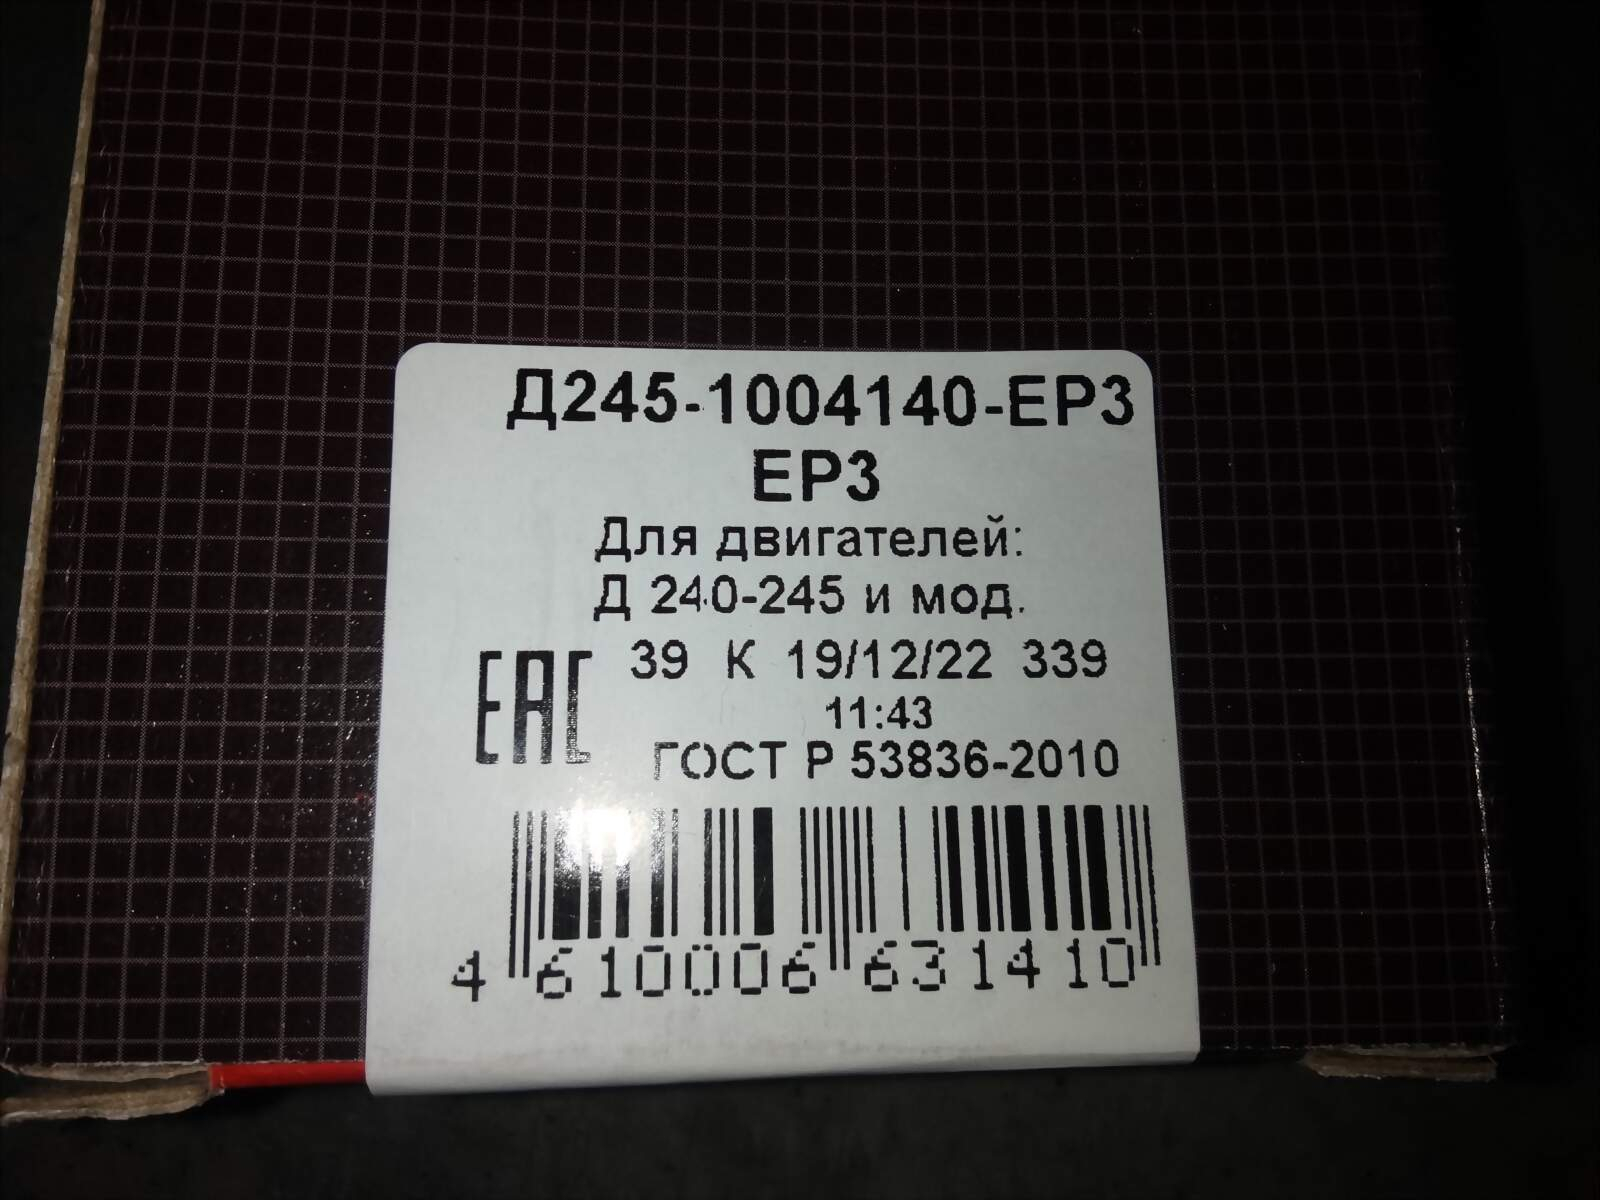 Д245-1004140-ЕР3
ЕР3
Для двигателей:
Д 240-245 и мод.
ЕАС 39 К 19/12/22 339
11:43
ГОСТ Р 53836-2010
4 610006 631410